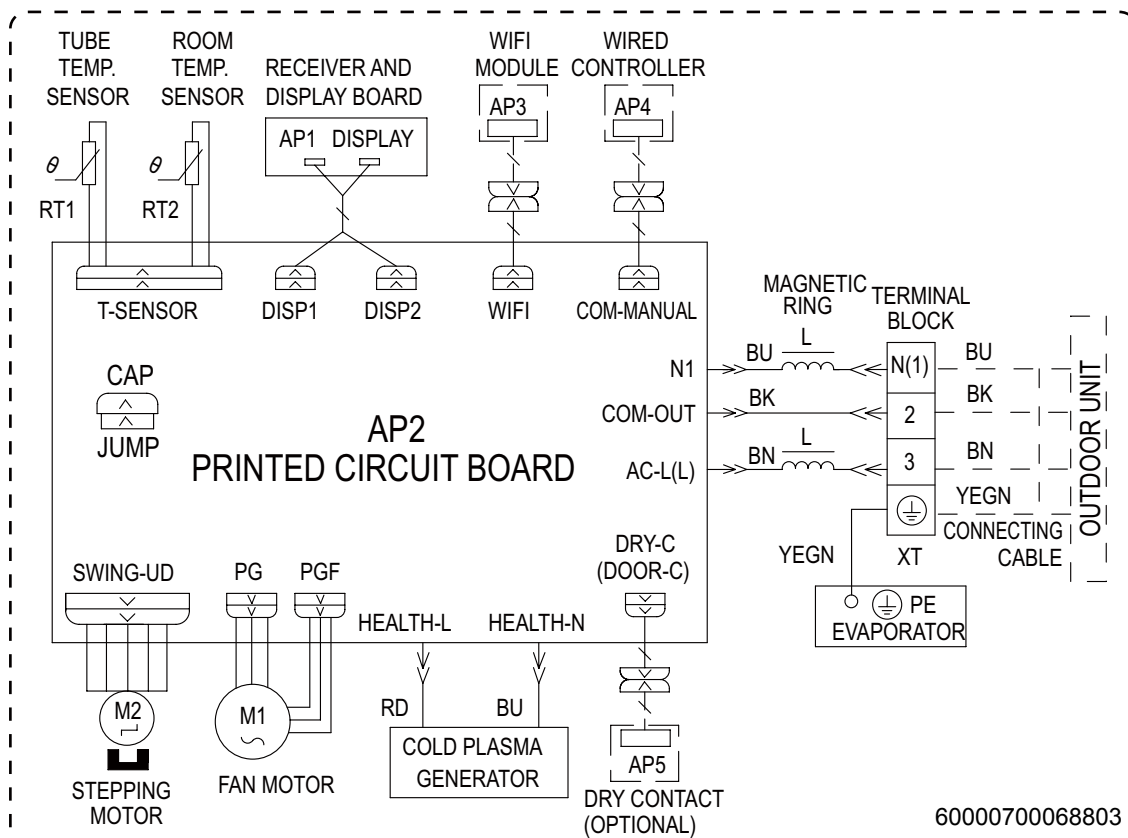 TUBE
TEMP.
SENSOR
ROOM
TEMP.
SENSOR
RECEIVER AND
DISPLAY BOARD
WIFI
MODULE
WIRED
CONTROLLER
AP1 DISPLAY
AP3
AP4
θ
θ
RT1
RT2
T-SENSOR
DISP1
DISP2
WIFI
COM-MANUAL
MAGNETIC
RING
TERMINAL
BLOCK
CAP
JUMP
AP2
PRINTED CIRCUIT BOARD
N1
BU
L
N(1)
BU
COM-OUT
BK
2
BK
AC-L(L)
BN
L
3
BN
YEGN
OUTDOOR UNIT
CONNECTING
CABLE
XT
YEGN
PE
EVAPORATOR
SWING-UD
PG
PGF
HEALTH-L
HEALTH-N
DRY-C
(DOOR-C)
M2
M1
RD
BU
COLD PLASMA
GENERATOR
AP5
STEPPING
MOTOR
FAN MOTOR
DRY CONTACT
(OPTIONAL)
60000700068803